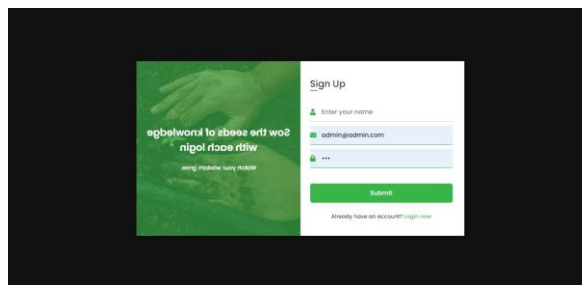 Sow the seeds of knowledge
with each login
Watch your wisdom grow.
Sign Up
Enter your name
admin@admin.com
•••
Submit
Already have an account? Login now